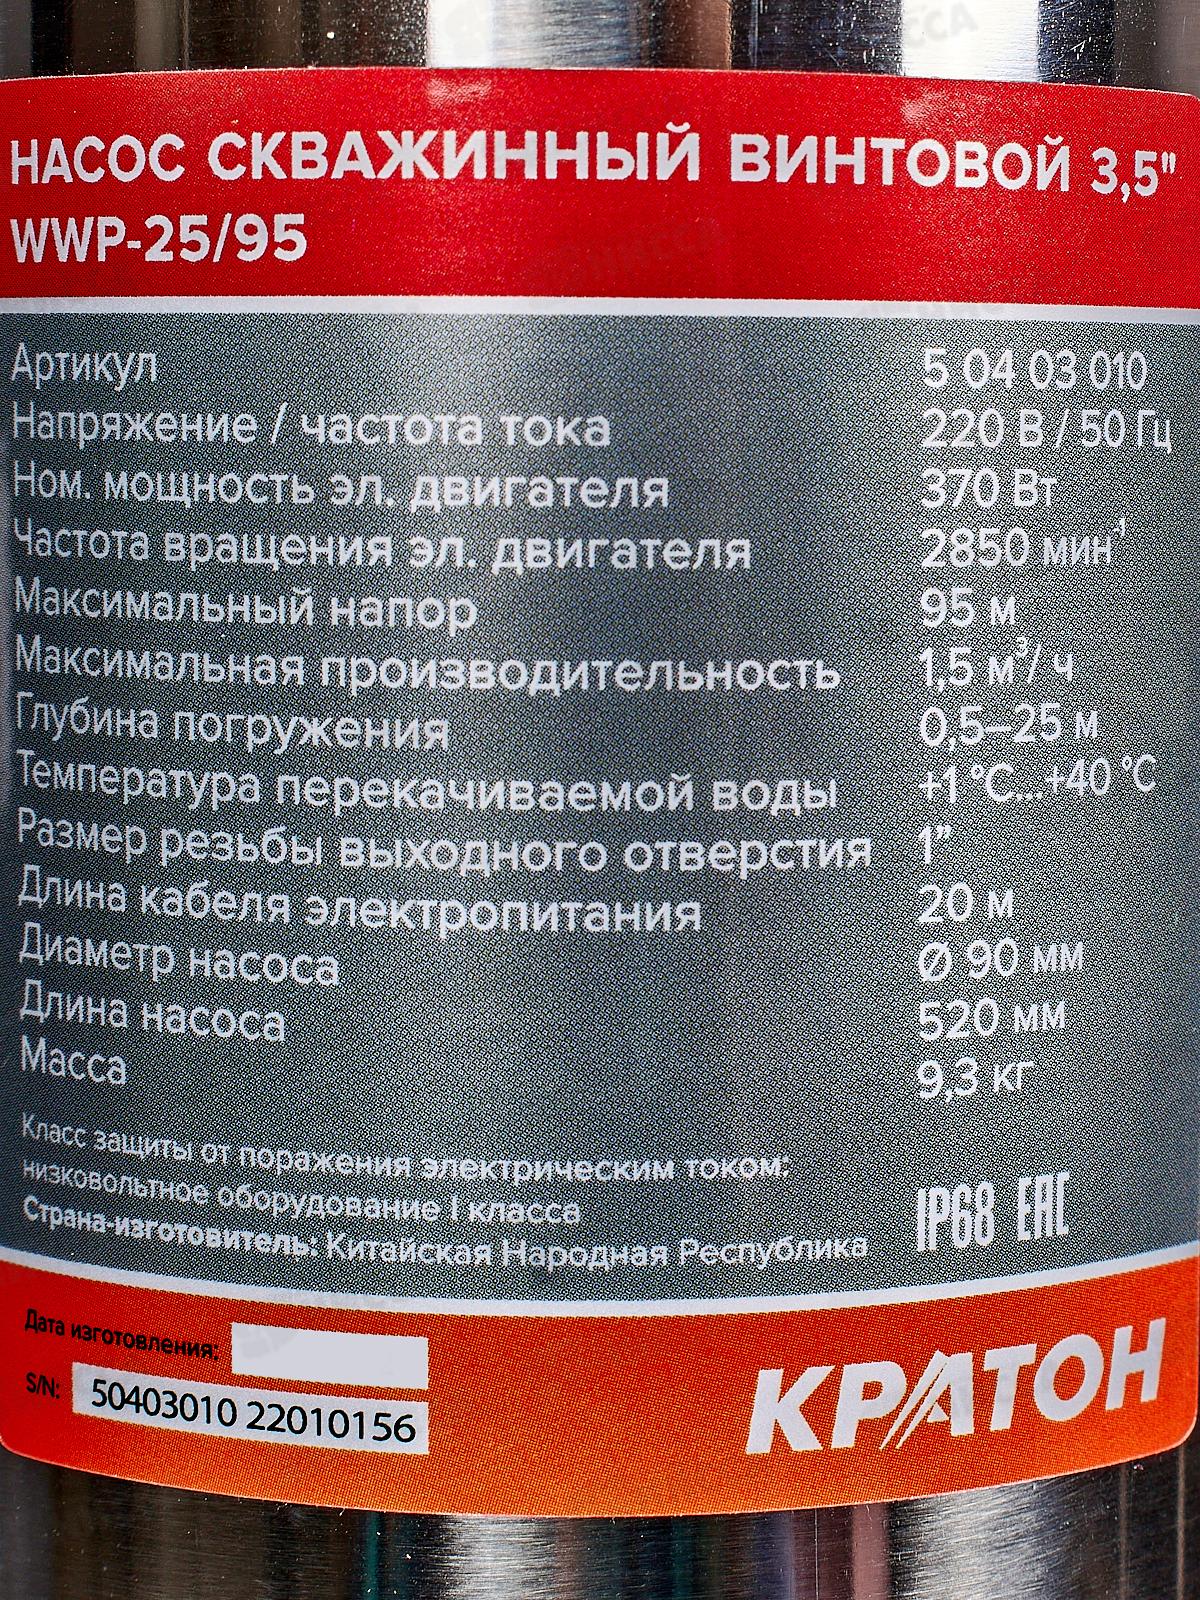 НАСОС СКВАЖИННЫЙ ВИНТОВОЙ 3,5"
WWP-25/95
Артикул 5 04 03 010
Напряжение / частота тока 220 В / 50 Гц
Ном. мощность эл. двигателя 370 Вт
Частота вращения эл. двигателя 2850 мин⁻¹
Максимальный напор 95 м
Максимальная производительность 1,5 м³/ ч
Глубина погружения 0,5–25 м
Температура перекачиваемой воды +1 °C...+40 °C
Размер резьбы выходного отверстия 1"
Длина кабеля электропитания 20 м
Диаметр насоса Ø 90 мм
Длина насоса 520 мм
Масса 9,3 кг
Класс защиты от поражения электрическим током:
низковольтное оборудование I класса
Страна-изготовитель: Китайская Народная Республика
IP68 EAC
Дата изготовления:
S/N: 50403010 22010156
КРАТОН